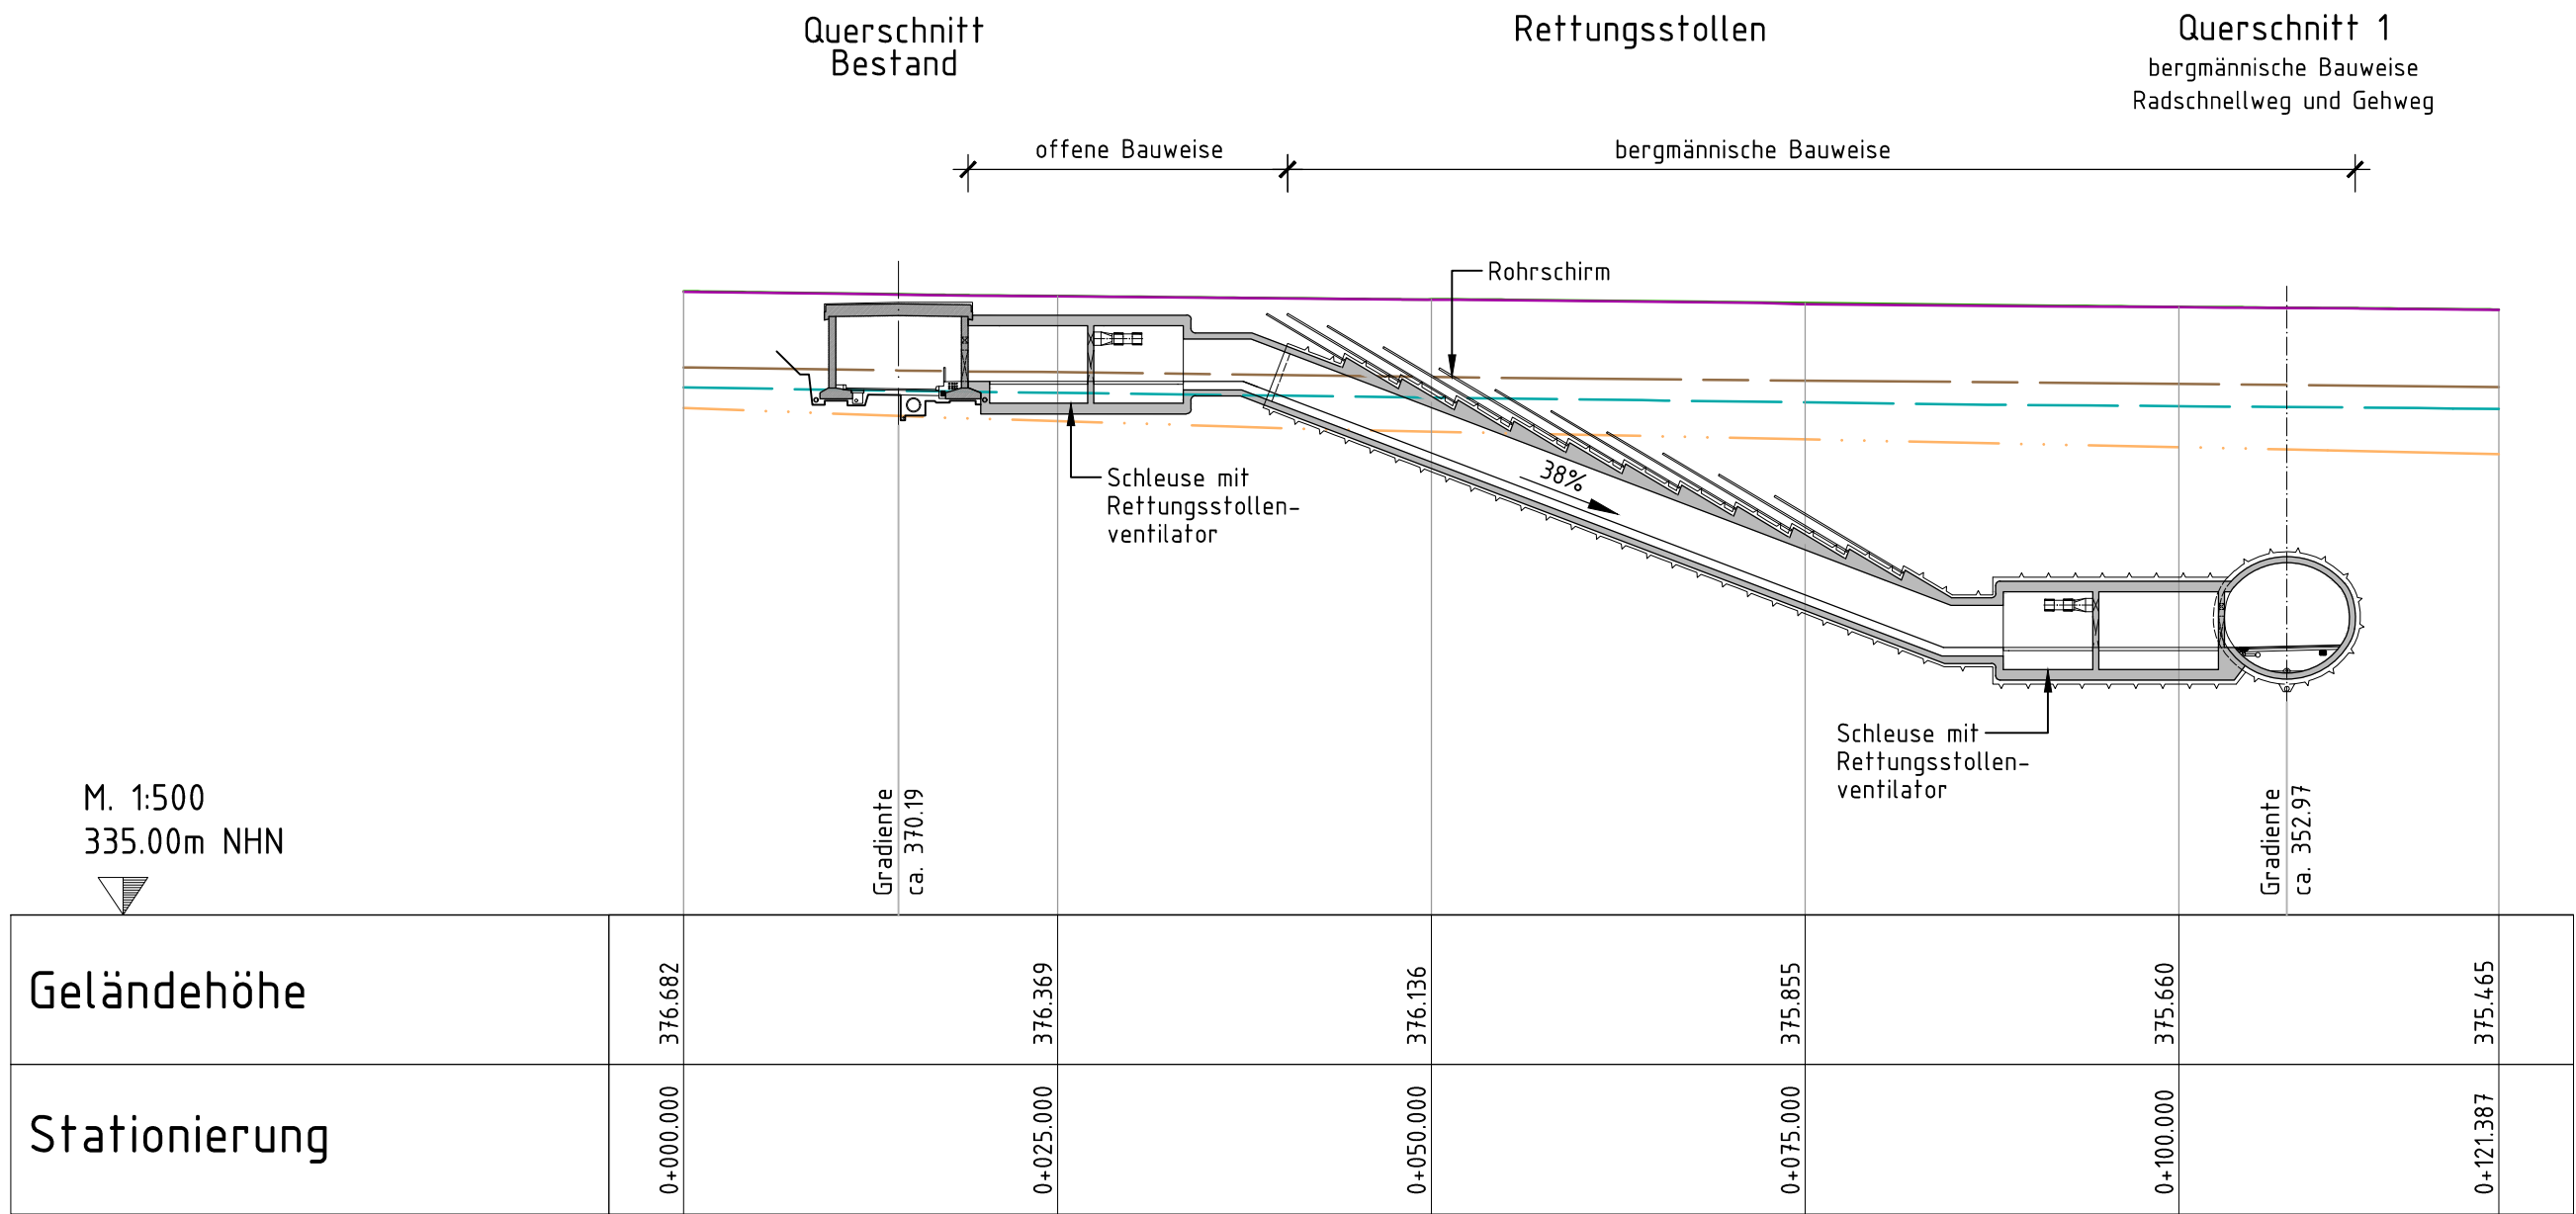 Querschnitt
Bestand
Rettungsstollen
Querschnitt 1
bergmännische Bauweise
Radschnellweg und Gehweg
offene Bauweise
bergmännische Bauweise
Rohrschirm
38%
Schleuse mit
Rettungsstollen-
ventilator
Schleuse mit
Rettungsstollen-
ventilator
M. 1:500
335.00m NHN
Gradiente
ca. 370.19
Gradiente
ca. 352.97
Geländehöhe
376.682
376.369
376.136
375.855
375.660
375.465
Stationierung
0+000.000
0+025.000
0+050.000
0+075.000
0+100.000
0+121.387